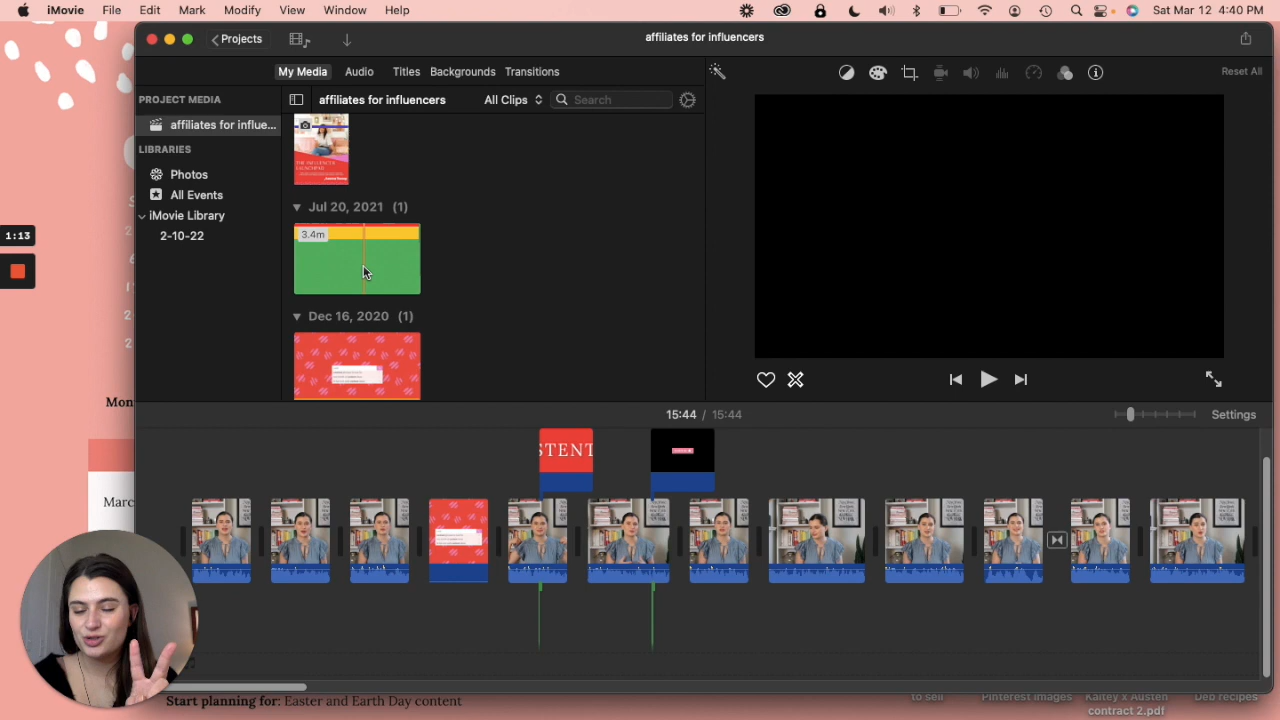 iMovie File Edit Mark Modify View Window Help
Sat Mar 12 4:40 PM
Projects
affiliates for influencers
My Media Audio Titles Backgrounds Transitions
Reset All
PROJECT MEDIA
affiliates for influe...
LIBRARIES
Photos
All Events
iMovie Library
2-10-22
affiliates for influencers
All Clips
Search
Jul 20, 2021 (1)
3.4m
Dec 16, 2020 (1)
1:13
15:44 / 15:44
Settings
STENT
Mon
Marc
Start planning for: Easter and Earth Day content
to sell
Pinterest images
Kaitey x Austen
contract 2.pdf
Deb recipes